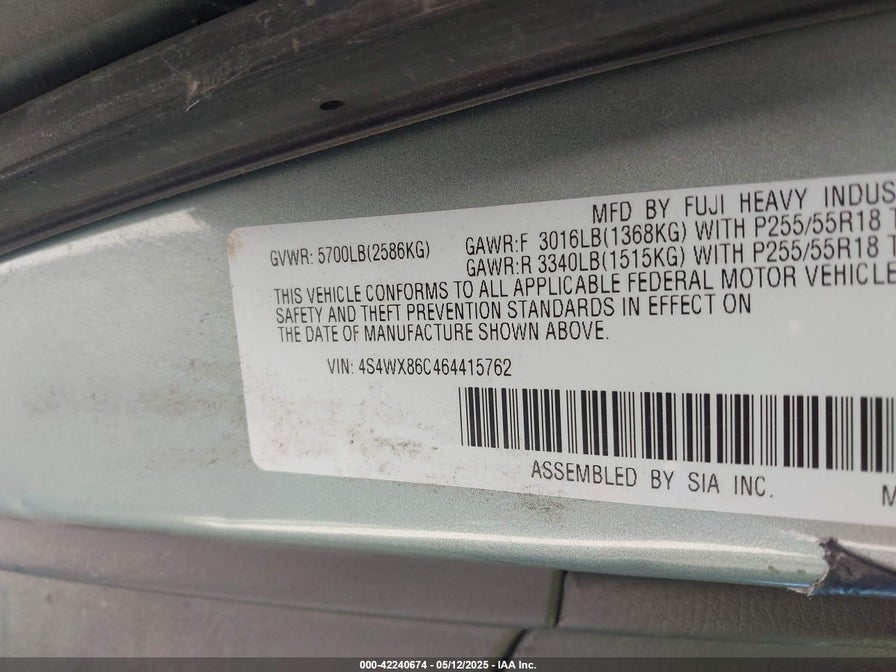 MFD BY FUJI HEAVY INDUS
GVWR: 5700LB(2586KG) GAWR:F 3016LB(1368KG) WITH P255/55R18 T
GAWR:R 3340LB(1515KG) WITH P255/55R18 T
THIS VEHICLE CONFORMS TO ALL APPLICABLE FEDERAL MOTOR VEHICLE
SAFETY AND THEFT PREVENTION STANDARDS IN EFFECT ON
THE DATE OF MANUFACTURE SHOWN ABOVE.
VIN: 4S4WX86C464415762
ASSEMBLED BY SIA INC.
M
000-42240674 - 05/12/2025 - IAA Inc.